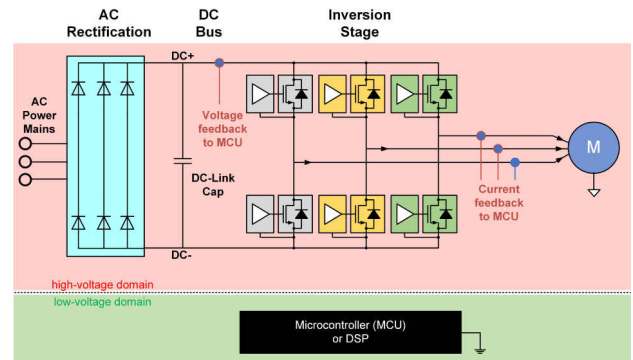 AC
Rectification
DC
Bus
Inversion
Stage
DC+
AC
Power
Mains
Voltage
feedback
to MCU
M
DC-Link
Cap
Current
feedback
to MCU
DC-
high-voltage domain
low-voltage domain
Microcontroller (MCU)
or DSP